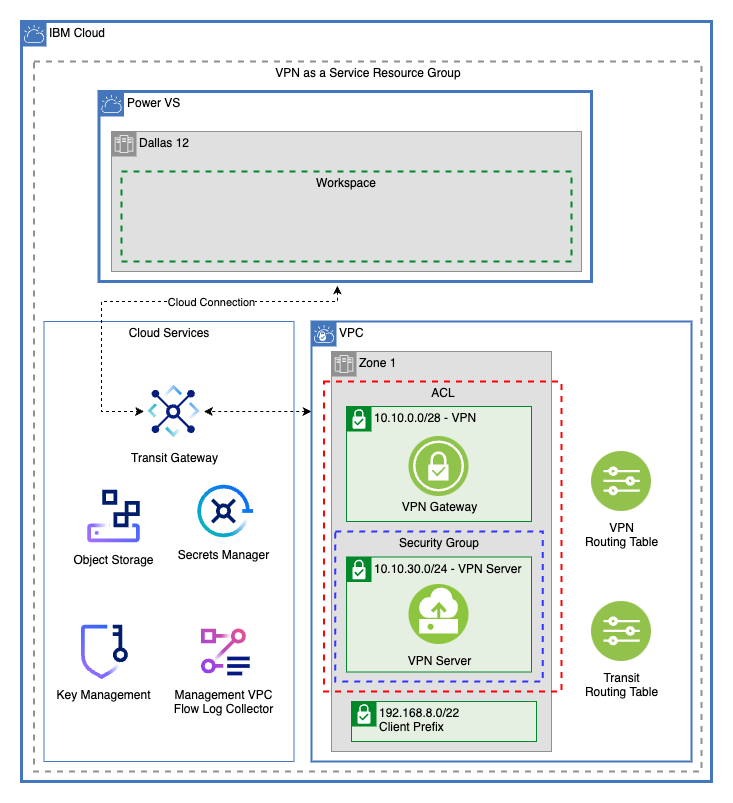 IBM Cloud
VPN as a Service Resource Group
Power VS
Dallas 12
Workspace
Cloud Connection
Cloud Services
Transit Gateway
Object Storage
Secrets Manager
Key Management
Management VPC
Flow Log Collector
VPC
Zone 1
ACL
10.10.0.0/28 - VPN
VPN Gateway
Security Group
10.10.30.0/24 - VPN Server
VPN Server
192.168.8.0/22
Client Prefix
VPN
Routing Table
Transit
Routing Table